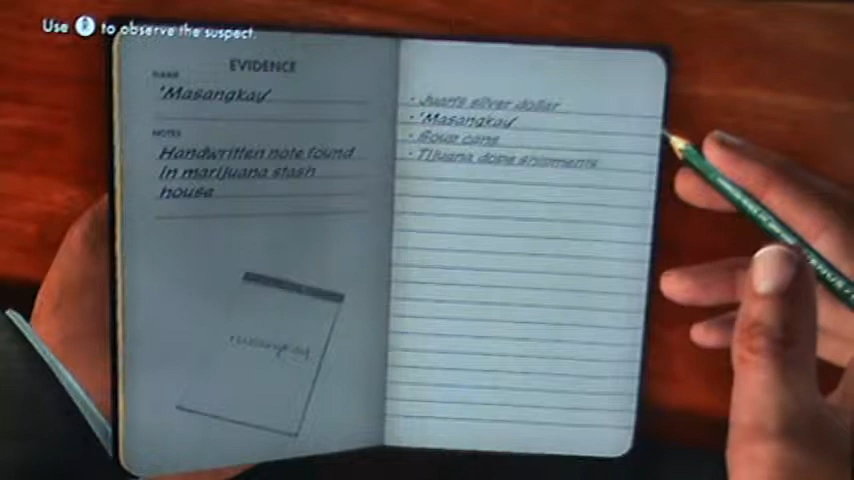 Use R to observe the suspect.
EVIDENCE
NAME
'Masangkay'
NOTES
Handwritten note found
in marijuana stash
house
'Masangkay'
- Juan's silver dollar
- 'Masangkay'
- Soup cans
- Tijuana dope shipments